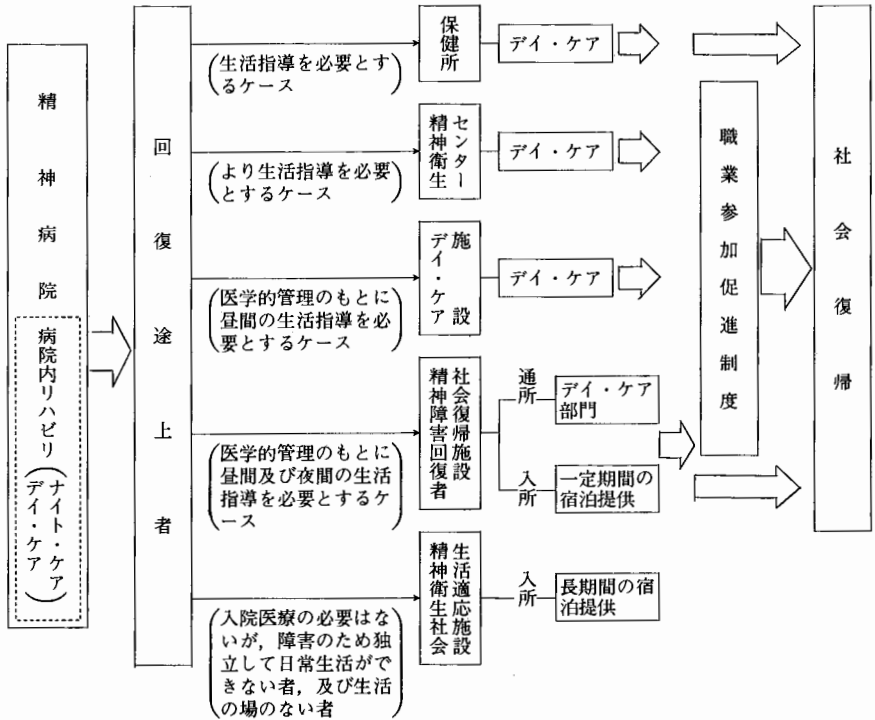 精神病院
病院内リハビリ
(ナイト・ケア
デイ・ケア)
回復途上者
(生活指導を必要とす
るケース)
保健所
デイ・ケア
(より生活指導を必要
とするケース)
精神衛生
センター
デイ・ケア
(医学的管理のもとに
昼間の生活指導を必
要とするケース)
デイ・ケア
施設
デイ・ケア
(医学的管理のもとに
昼間及び夜間の生活
指導を必要とするケ
ース)
精神障害回復者
社会復帰施設
通所
デイ・ケア
部門
入所
一定期間の
宿泊提供
(入院医療の必要はな
いが,障害のため独
立して日常生活がで
きない者,及び生活
の場のない者)
精神衛生社会
生活適応施設
入所
長期間の宿
泊提供
職業参加促進制度
社会復帰